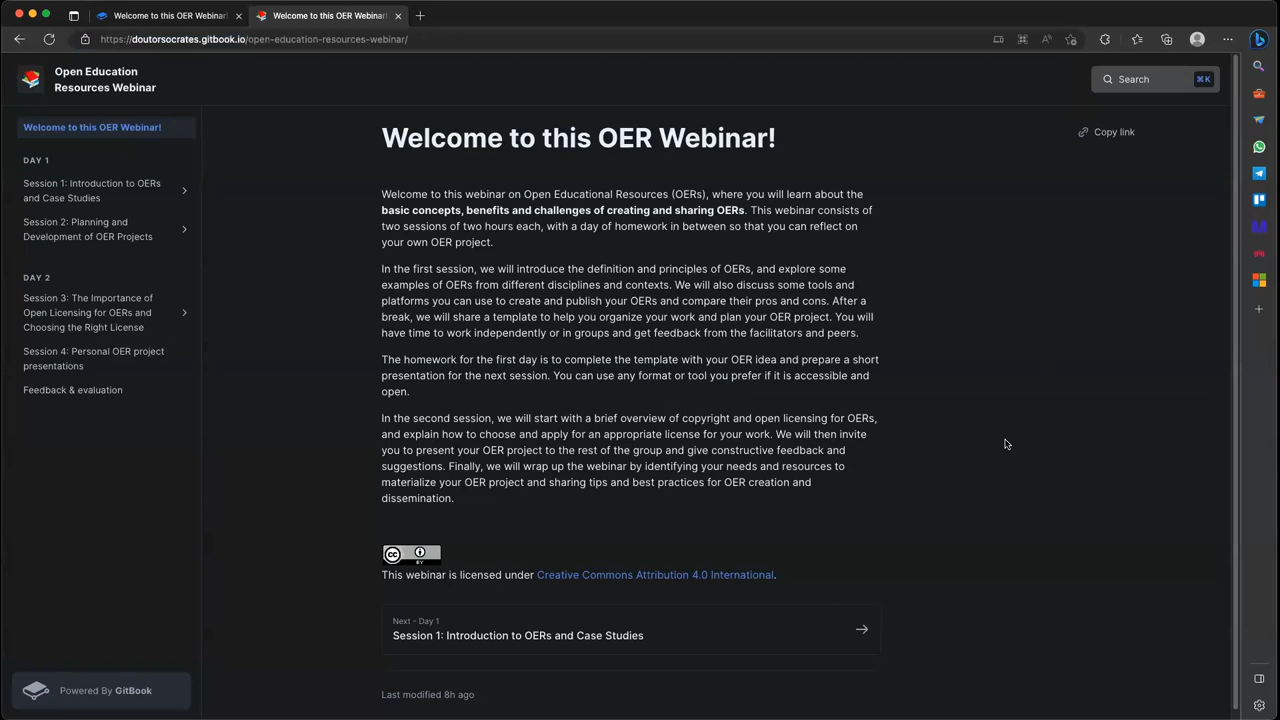 Welcome to this OER Webinar!
Welcome to this OER Webinar!
https://doutorsocrates.gitbook.io/open-education-resources-webinar/
Open Education
Resources Webinar
Search
⌘K
Welcome to this OER Webinar!
DAY 1
Session 1: Introduction to OERs
and Case Studies
Session 2: Planning and
Development of OER Projects
DAY 2
Session 3: The Importance of
Open Licensing for OERs and
Choosing the Right License
Session 4: Personal OER project
presentations
Feedback & evaluation
Powered By GitBook
Welcome to this OER Webinar!
Copy link
Welcome to this webinar on Open Educational Resources (OERs), where you will learn about the
basic concepts, benefits and challenges of creating and sharing OERs. This webinar consists of
two sessions of two hours each, with a day of homework in between so that you can reflect on
your own OER project.
In the first session, we will introduce the definition and principles of OERs, and explore some
examples of OERs from different disciplines and contexts. We will also discuss some tools and
platforms you can use to create and publish your OERs and compare their pros and cons. After a
break, we will share a template to help you organize your work and plan your OER project. You will
have time to work independently or in groups and get feedback from the facilitators and peers.
The homework for the first day is to complete the template with your OER idea and prepare a short
presentation for the next session. You can use any format or tool you prefer if it is accessible and
open.
In the second session, we will start with a brief overview of copyright and open licensing for OERs,
and explain how to choose and apply for an appropriate license for your work. We will then invite
you to present your OER project to the rest of the group and give constructive feedback and
suggestions. Finally, we will wrap up the webinar by identifying your needs and resources to
materialize your OER project and sharing tips and best practices for OER creation and
dissemination.
CC
BY
This webinar is licensed under Creative Commons Attribution 4.0 International.
Next - Day 1
Session 1: Introduction to OERs and Case Studies
Last modified 8h ago